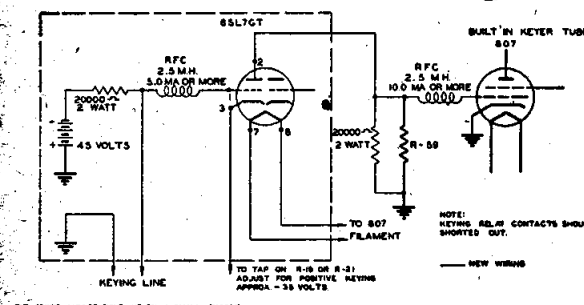 6SL7GT
BUILT IN KEYER TUBE
807
RFC
2.5 M.H.
5.0 MA OR MORE
2
RFC
2.5 M.H.
10.0 MA OR MORE
20000~
2 WATT
3
7
8
45 VOLTS
20000~
2 WATT
R-59
TO 807
FILAMENT
NOTE:
KEYING RELAY CONTACTS SHOU
SHORTED OUT.
NEW WIRING
KEYING LINE
TO TAP ON R-19 OR R-21
ADJUST FOR POSITIVE KEYING
APPROX. - 35 VOLTS.